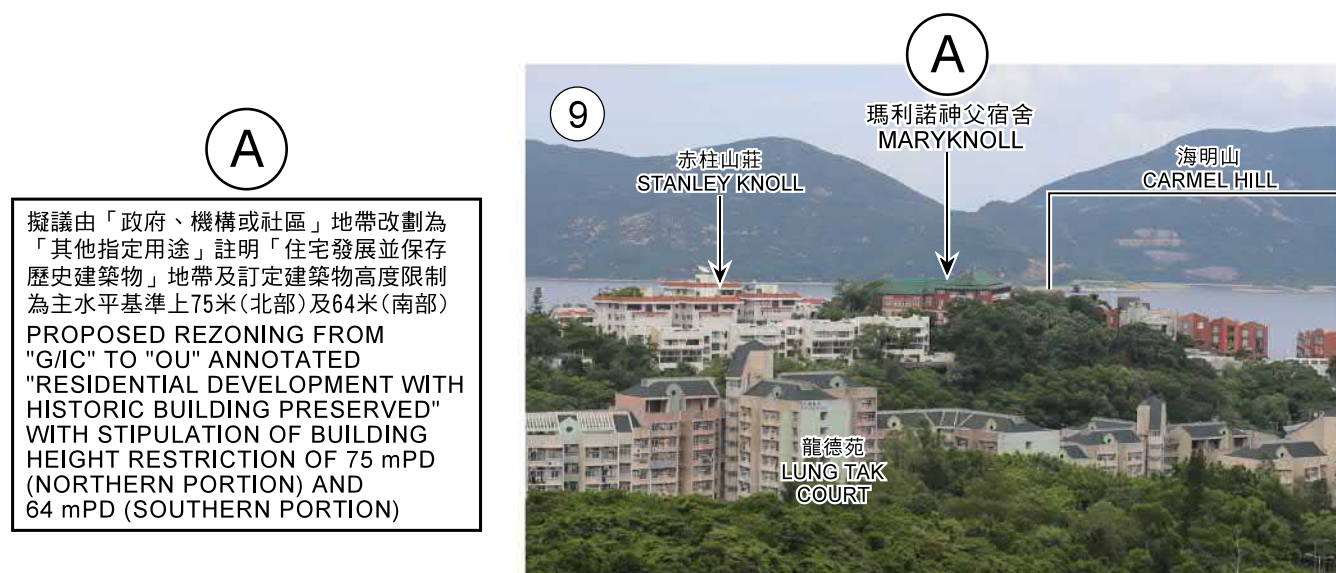 A
擬議由「政府、機構或社區」地帶改劃為
「其他指定用途」註明「住宅發展並保存
歷史建築物」地帶及訂定建築物高度限制
為主水平基準上75米(北部)及64米(南部)
PROPOSED REZONING FROM
"G/IC" TO "OU" ANNOTATED
"RESIDENTIAL DEVELOPMENT WITH
HISTORIC BUILDING PRESERVED"
WITH STIPULATION OF BUILDING
HEIGHT RESTRICTION OF 75 mPD
(NORTHERN PORTION) AND
64 mPD (SOUTHERN PORTION)
A
9
瑪利諾神父宿舍
MARYKNOLL
赤柱山莊
STANLEY KNOLL
海明山
CARMEL HILL
龍德苑
LUNG TAK
COURT